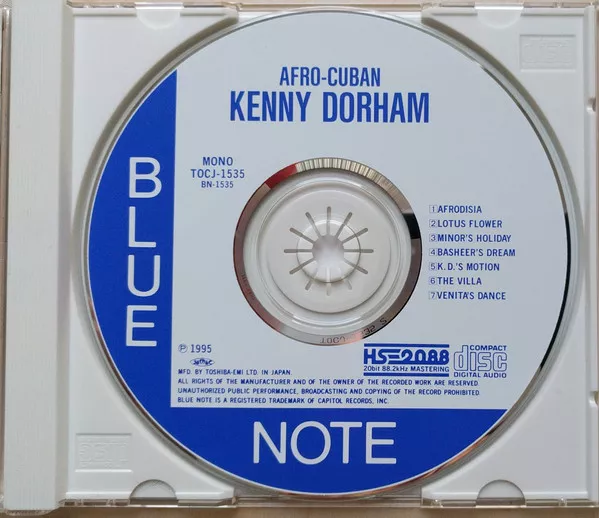 AFRO-CUBAN
KENNY DORHAM
MONO
TOCJ-1535
BN-1535
BLUE
1 AFRODISIA
2 LOTUS FLOWER
3 MINOR'S HOLIDAY
4 BASHEER'S DREAM
5 K.D.'S MOTION
6 THE VILLA
7 VENITA'S DANCE
℗ 1995
HS20.88
20bit 88.2kHz MASTERING
COMPACT
disc
DIGITAL AUDIO
MFD. BY TOSHIBA-EMI LTD. IN JAPAN.
ALL RIGHTS OF THE MANUFACTURER AND OF THE OWNER OF THE RECORDED WORK ARE RESERVED.
UNAUTHORIZED PUBLIC PERFORMANCE, BROADCASTING AND COPYING OF THE RECORD PROHIBITED.
BLUE NOTE IS A REGISTERED TRADEMARK OF CAPITOL RECORDS, INC.
NOTE